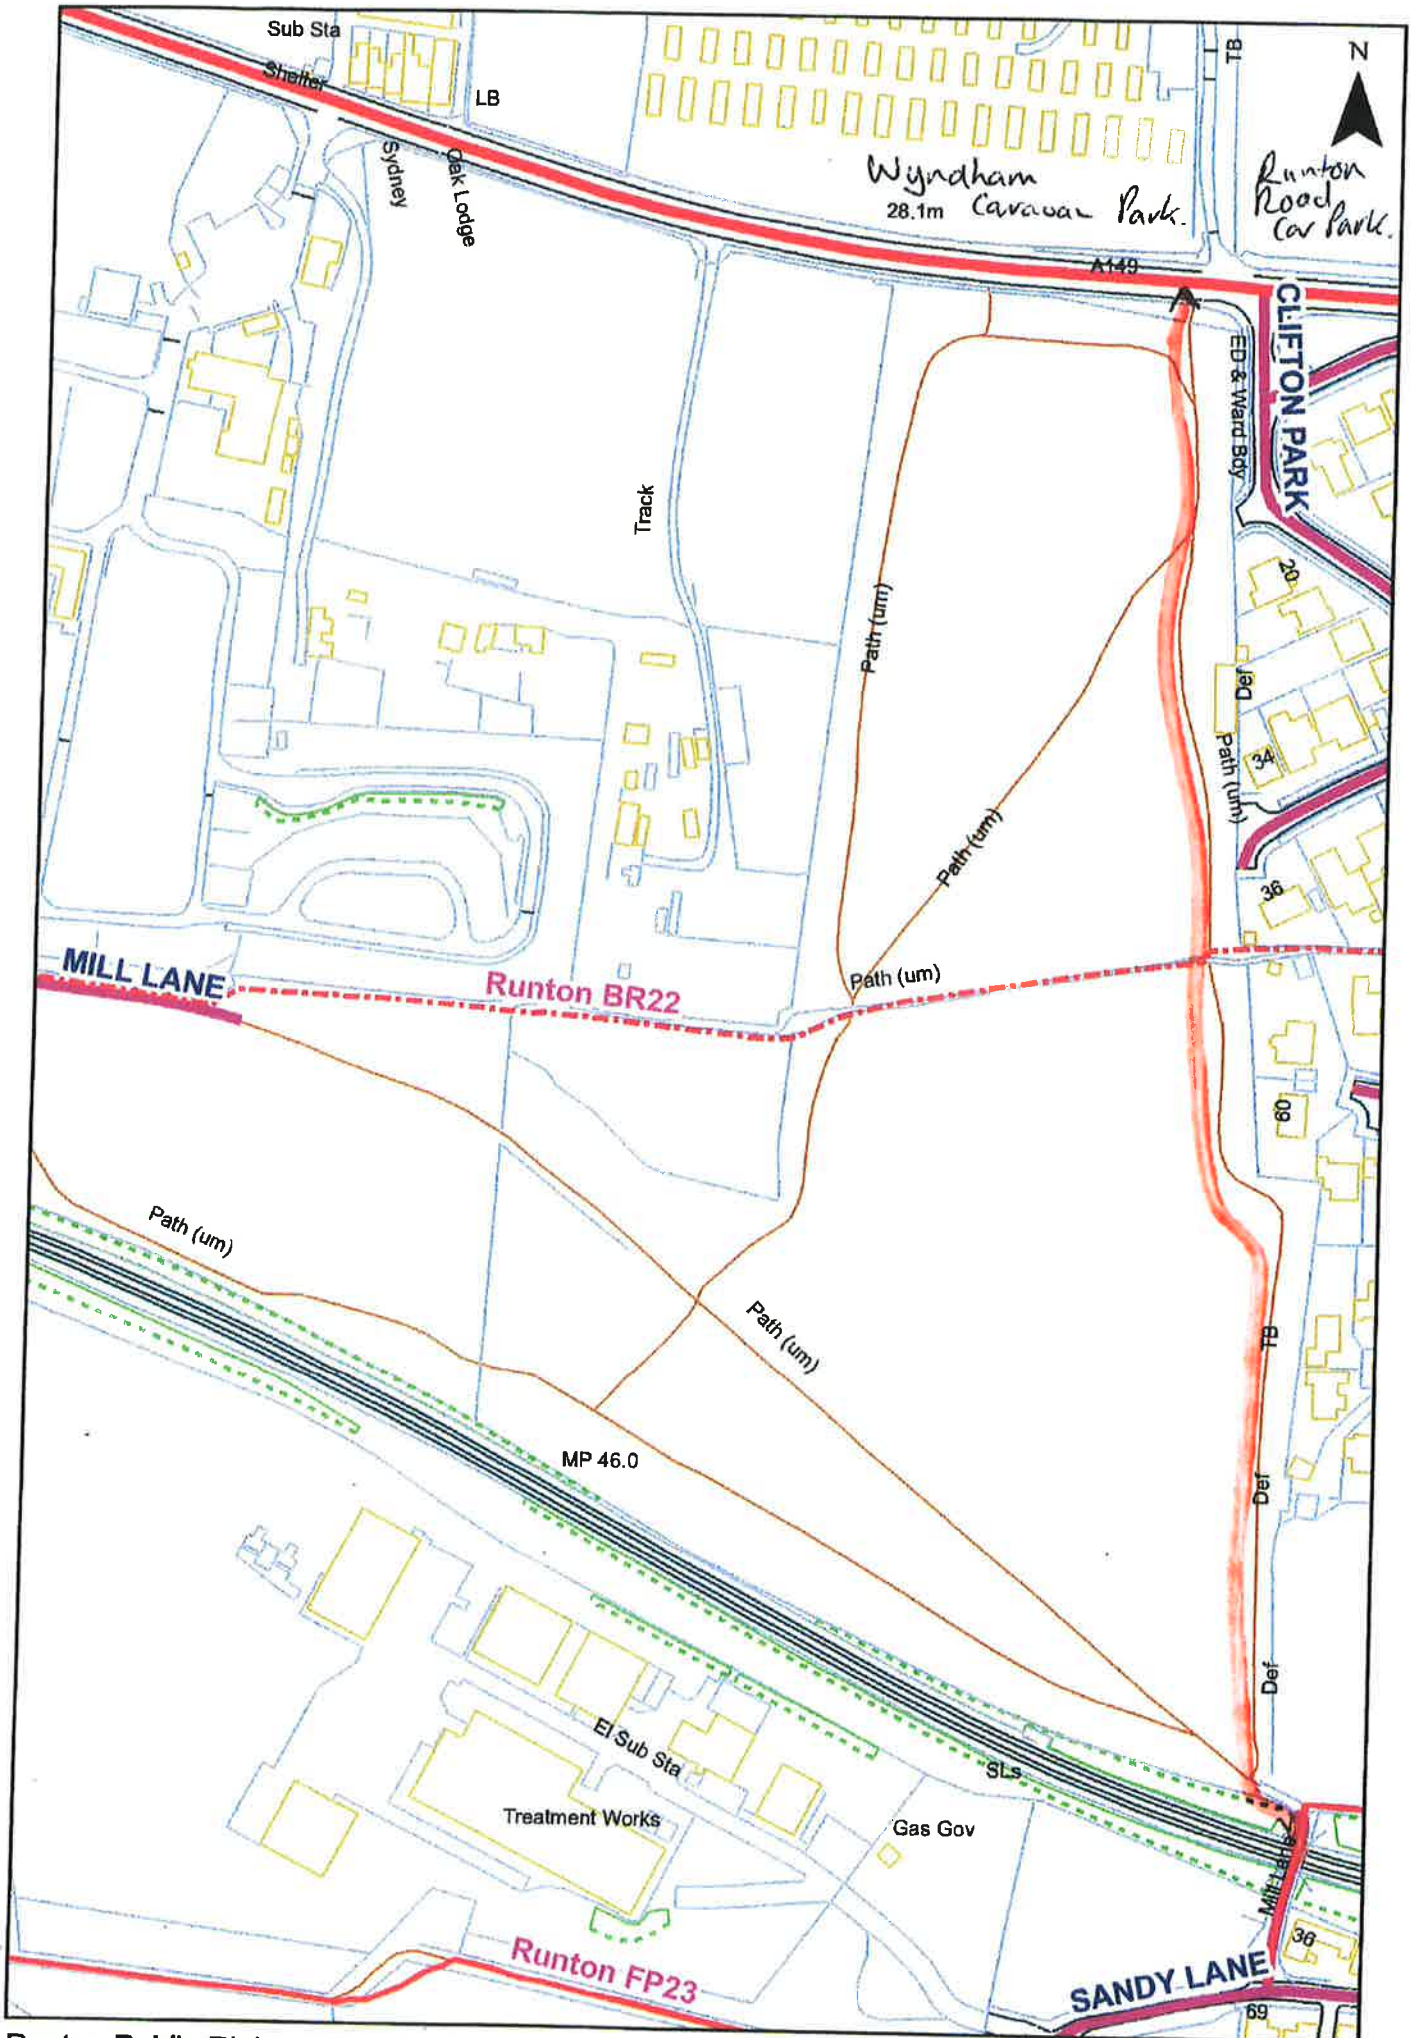 Sub Sta
TB
N
Shelter
LB
Sydney
Oak Lodge
Wyndham
28.1m Caravan Park.
Runton
Road
Car Park.
A149
CLIFTON PARK
ED & Ward Bdy
Track
20
Path (um)
Def
34
Path (um)
Path (um)
36
MILL LANE
Runton BR22
Path (um)
60
Path (um)
Path (um)
TB
MP 46.0
Def
Def
El Sub Sta
SLs
Treatment Works
Gas Gov
Mill Lane
36
Runton FP23
SANDY LANE
69